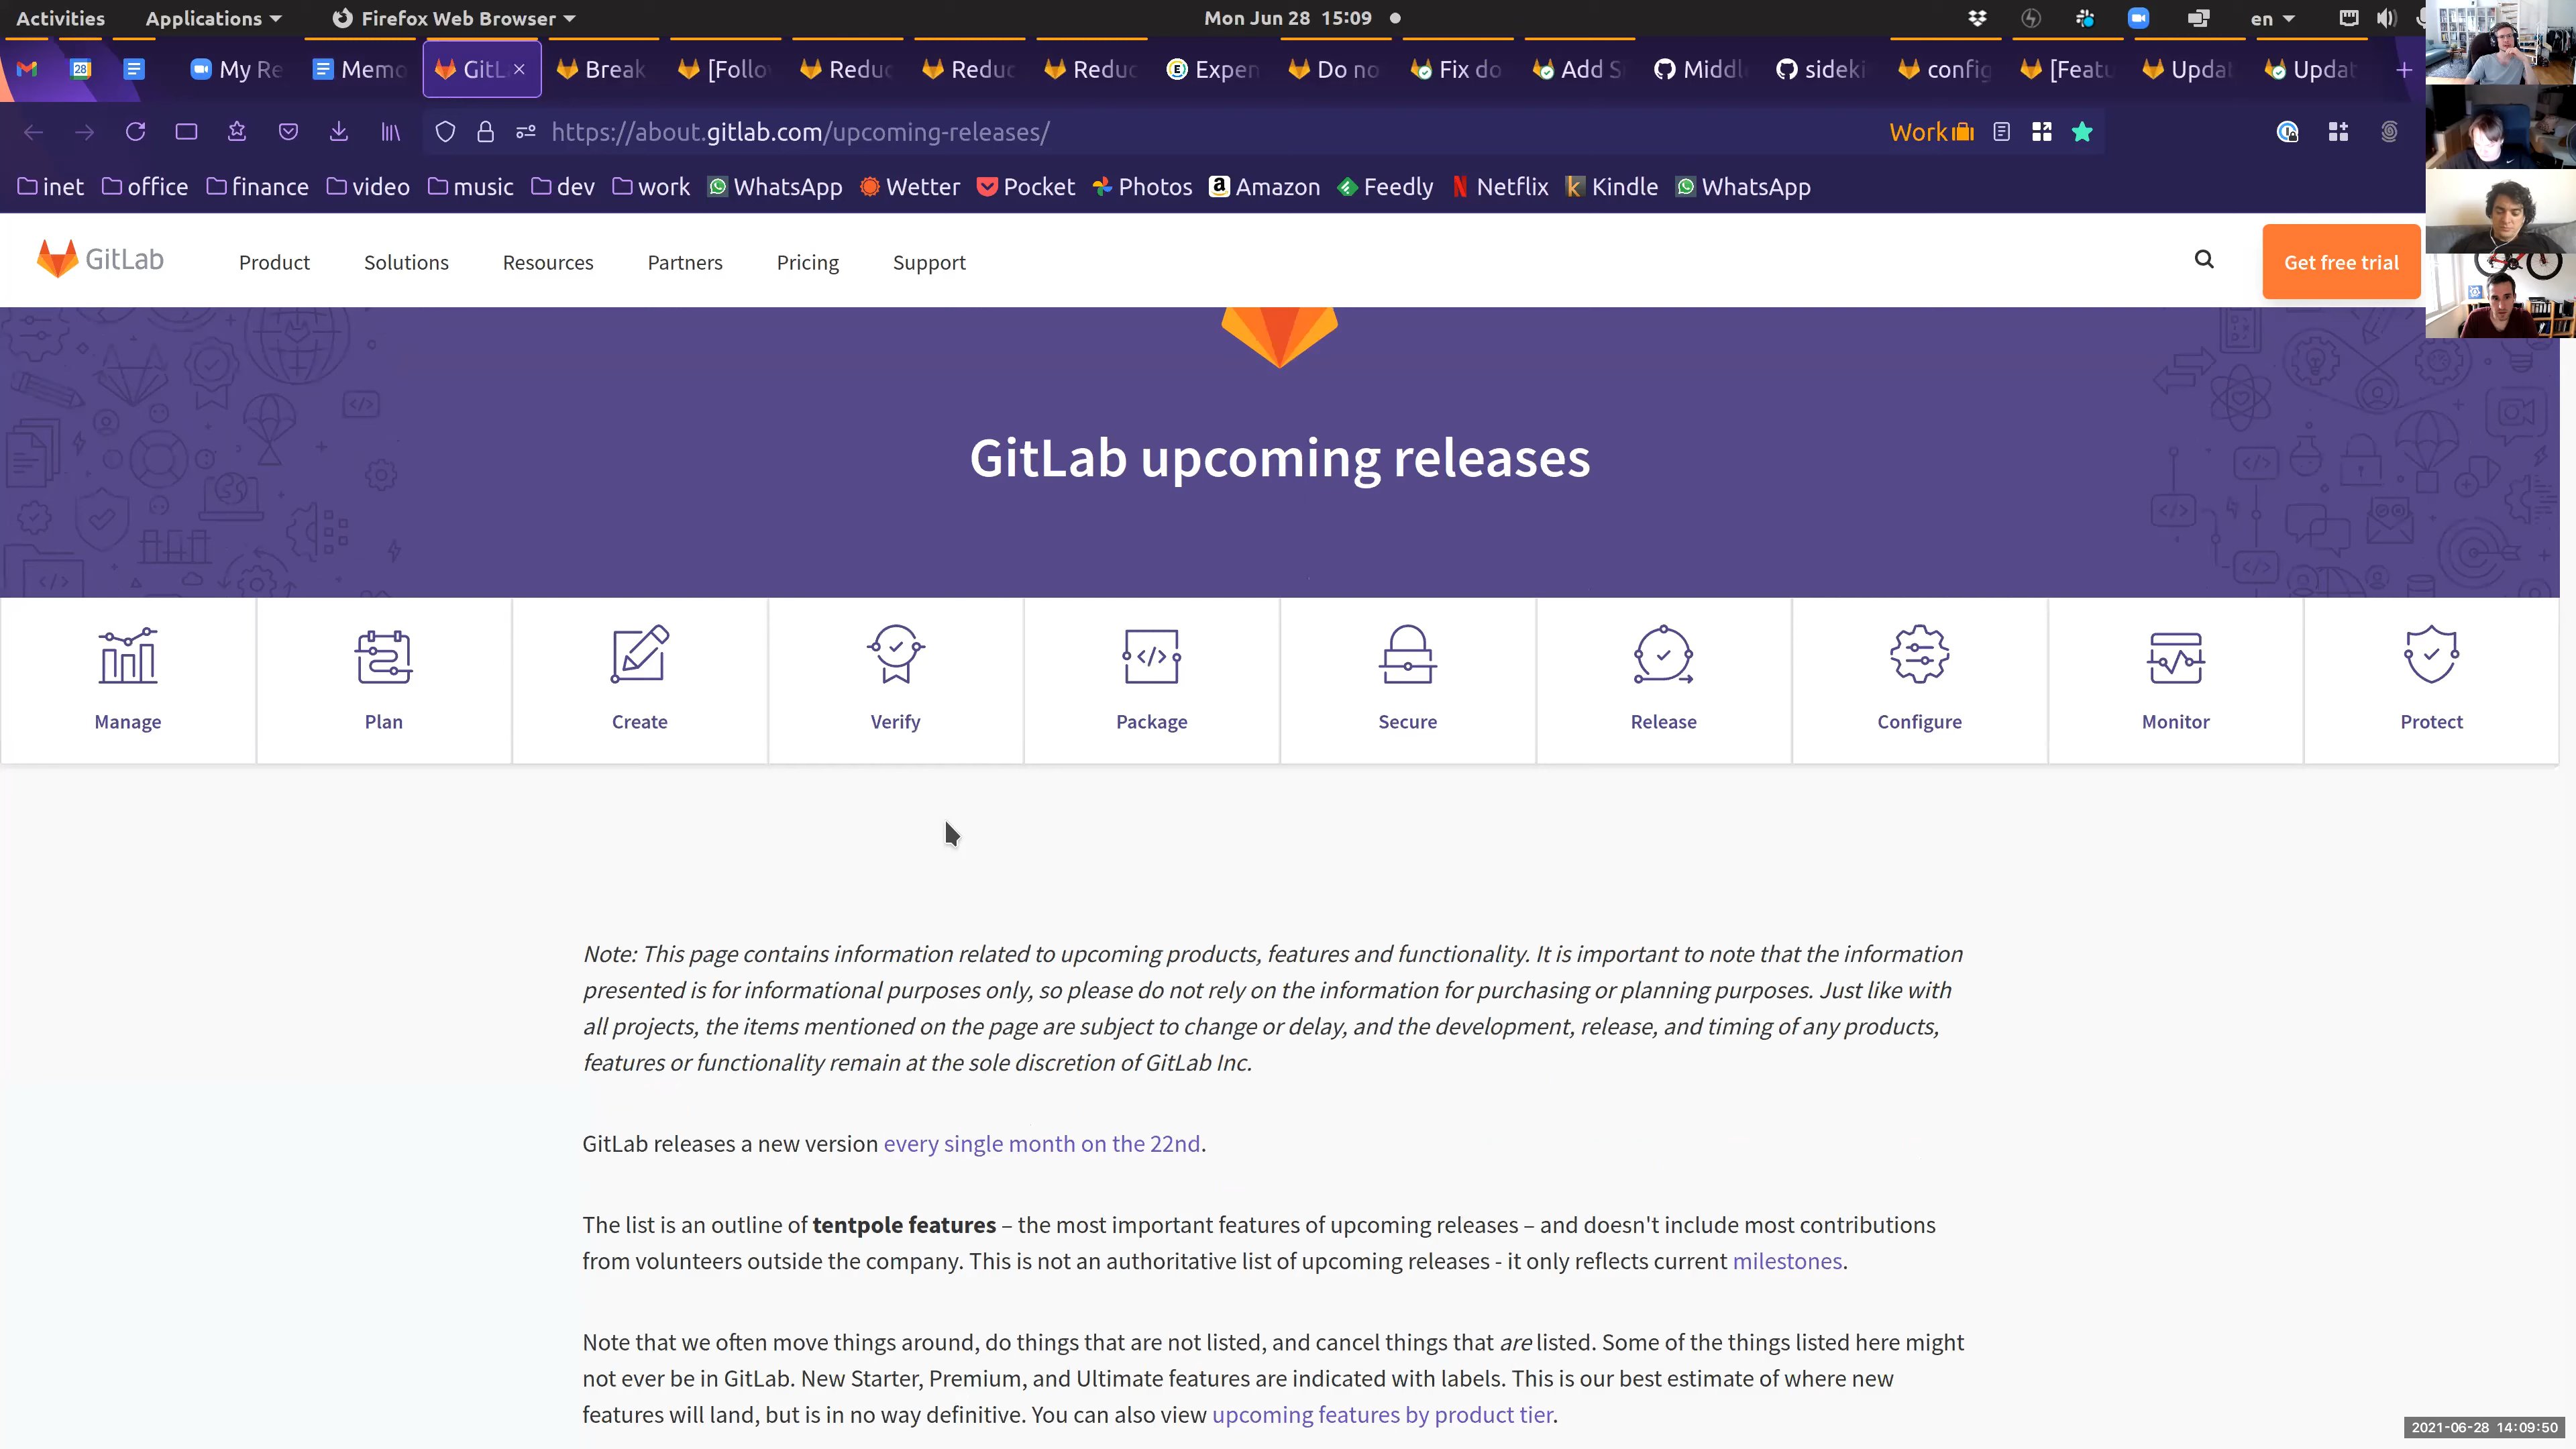 Activities Applications Firefox Web Browser Mon Jun 28 15:09 en
28 My Re Memo GitL Break [Follo Reduc Reduc Reduc Expen Do no Fix do Add S Middl sideki config [Featu Updat Updat
https://about.gitlab.com/upcoming-releases/ Work
inet office finance video music dev work WhatsApp Wetter Pocket Photos Amazon Feedly Netflix Kindle WhatsApp
GitLab Product Solutions Resources Partners Pricing Support Get free trial
GitLab upcoming releases
Manage Plan Create Verify Package Secure Release Configure Monitor Protect
Note: This page contains information related to upcoming products, features and functionality. It is important to note that the information
presented is for informational purposes only, so please do not rely on the information for purchasing or planning purposes. Just like with
all projects, the items mentioned on the page are subject to change or delay, and the development, release, and timing of any products,
features or functionality remain at the sole discretion of GitLab Inc.
GitLab releases a new version every single month on the 22nd.
The list is an outline of tentpole features – the most important features of upcoming releases – and doesn't include most contributions
from volunteers outside the company. This is not an authoritative list of upcoming releases - it only reflects current milestones.
Note that we often move things around, do things that are not listed, and cancel things that are listed. Some of the things listed here might
not ever be in GitLab. New Starter, Premium, and Ultimate features are indicated with labels. This is our best estimate of where new
features will land, but is in no way definitive. You can also view upcoming features by product tier.
2021-06-28 14:09:50